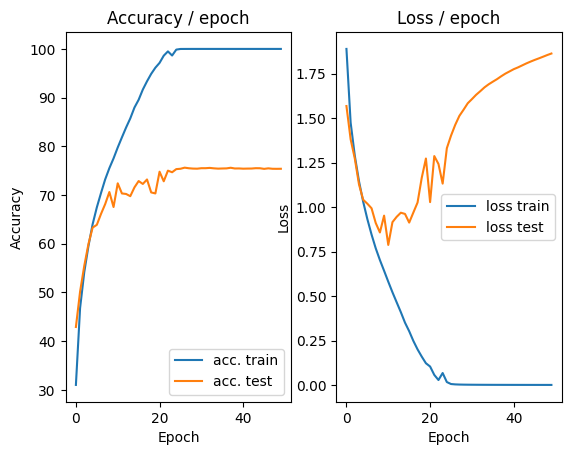 Accuracy / epoch
Accuracy
100
90
80
70
60
50
40
30
acc. train
acc. test
0
20
40
Epoch
Loss / epoch
Loss
1.75
1.50
1.25
1.00
0.75
0.50
0.25
0.00
loss train
loss test
0
20
40
Epoch